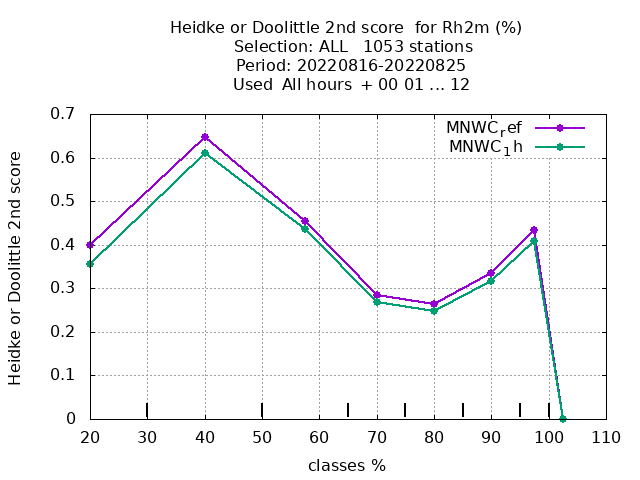 Heidke or Doolittle 2nd score  for Rh2m (%)
Selection: ALL   1053 stations
Period: 20220816-20220825
Used  All hours  + 00 01 ... 12
MNWC_ref
MNWC_1h
Heidke or Doolittle 2nd score
0.7
0.6
0.5
0.4
0.3
0.2
0.1
0
20 30 40 50 60 70 80 90 100 110
classes %